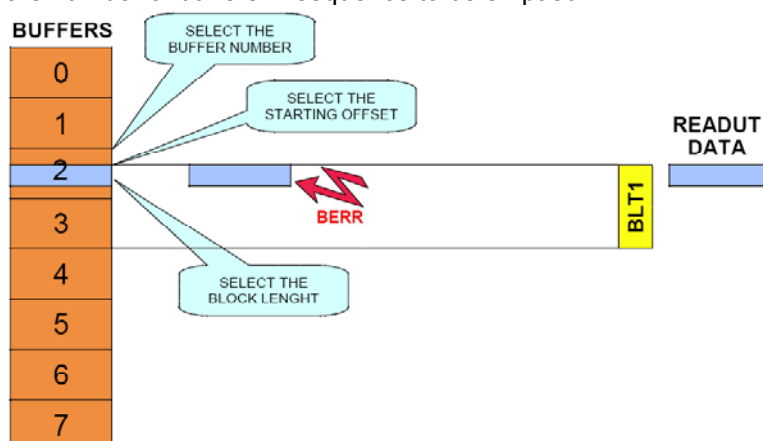 BUFFERS
SELECT THE
BUFFER NUMBER
0
SELECT THE
STARTING OFFSET
1
READUT
DATA
2
BERR
BLT1
3
SELECT THE
BLOCK LENGHT
4
5
6
7